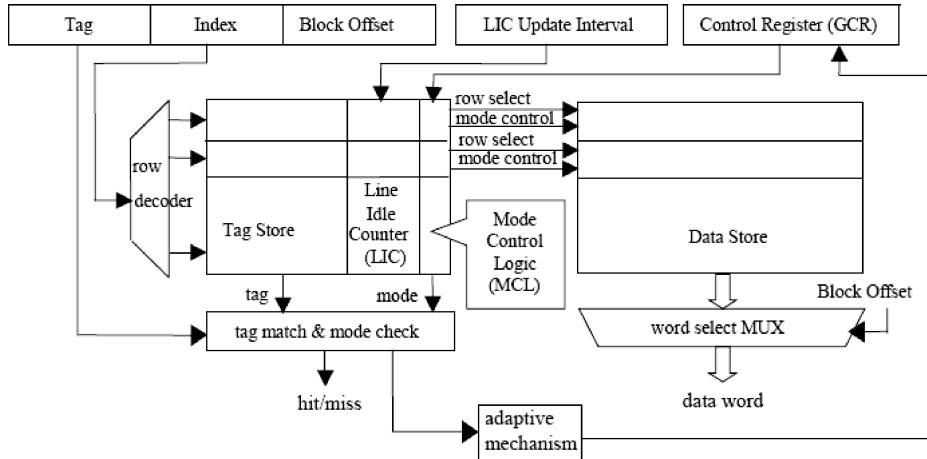 Tag Index Block Offset LIC Update Interval Control Register (GCR)
row select
mode control
row select
mode control
row
decoder
Tag Store
Line
Idle
Counter
(LIC)
Mode
Control
Logic
(MCL)
Data Store
tag
mode
Block Offset
tag match & mode check
word select MUX
hit/miss
data word
adaptive
mechanism